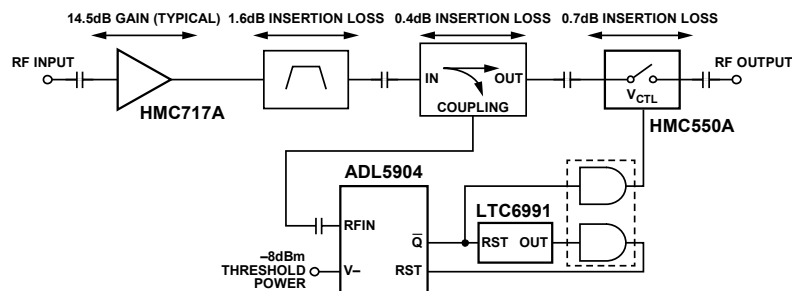 14.5dB GAIN (TYPICAL)
1.6dB INSERTION LOSS
0.4dB INSERTION LOSS
0.7dB INSERTION LOSS
RF INPUT
HMC717A
IN
OUT
COUPLING
VCTL
RF OUTPUT
HMC550A
ADL5904
RFIN
Q̅
RST
V–
–8dBm
THRESHOLD
POWER
LTC6991
RST OUT